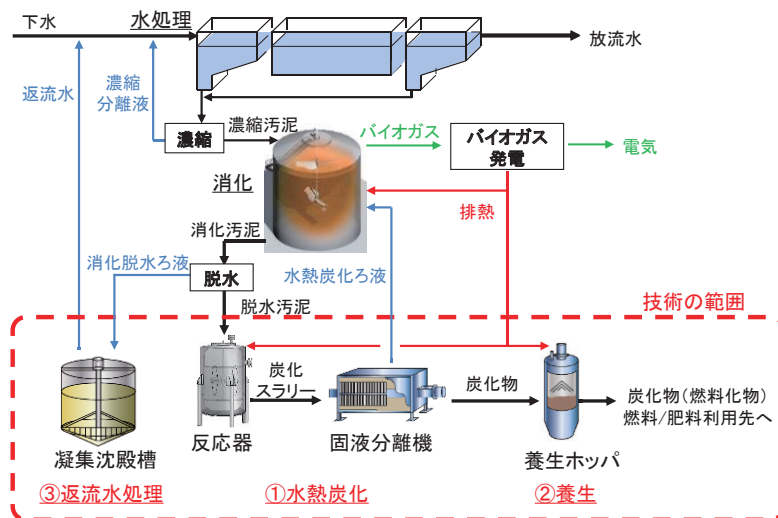 下水
水処理
放流水
返流水
濃縮
分離液
濃縮
濃縮汚泥
バイオガス
バイオガス
発電
電気
消化
排熱
消化汚泥
消化脱水ろ液
脱水
水熱炭化ろ液
脱水汚泥
技術の範囲
炭化
スラリー
炭化物
炭化物(燃料化物)
燃料/肥料利用先へ
凝集沈殿槽
反応器
固液分離機
養生ホッパ
③返流水処理
①水熱炭化
②養生